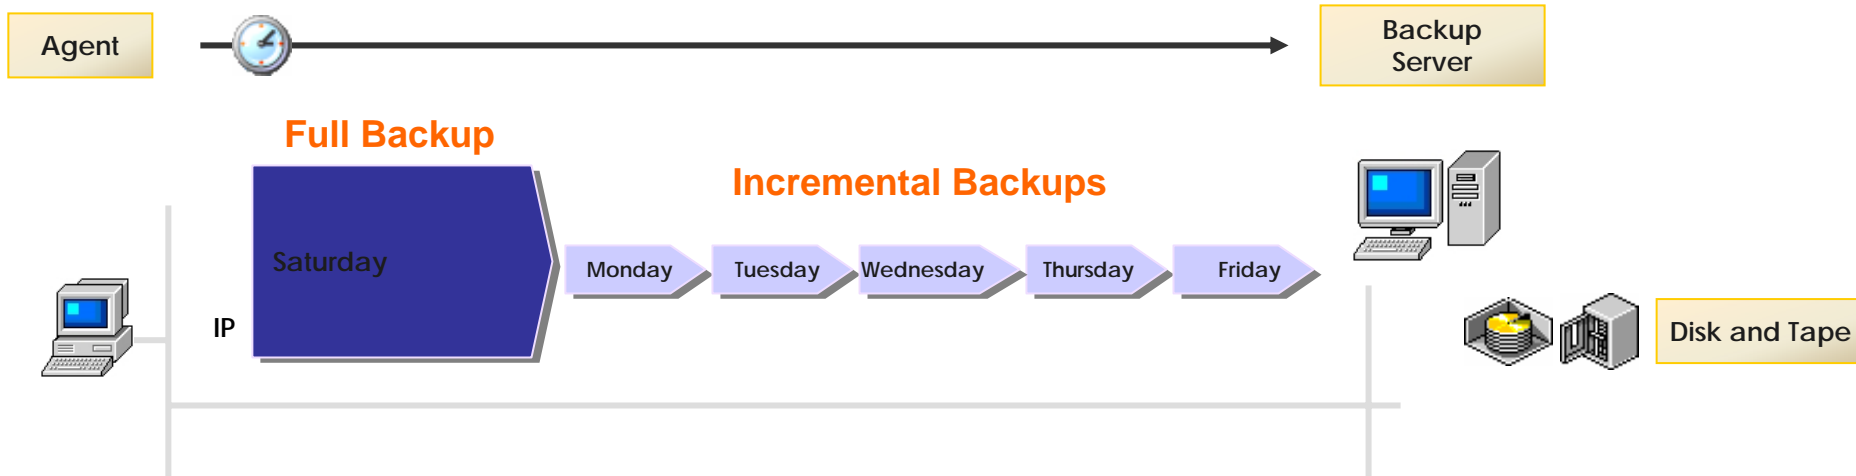 Agent
Backup
Server
Full Backup
Incremental Backups
Saturday
Monday
Tuesday
Wednesday
Thursday
Friday
IP
Disk and Tape